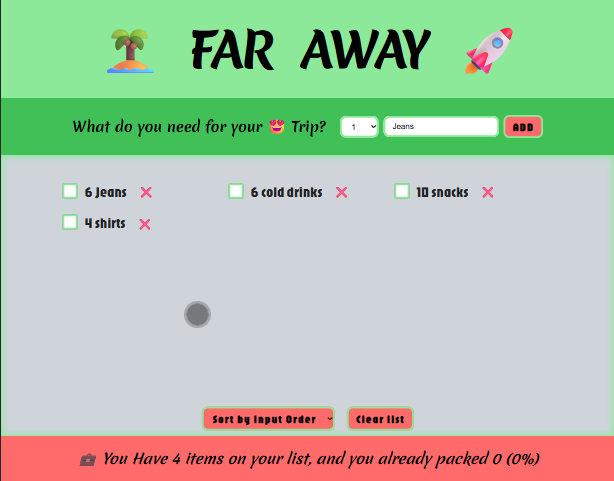 FAR AWAY
What do you need for your 😍 Trip? 1 Jeans ADD
6 Jeans ❌ 6 cold drinks ❌ 10 snacks ❌
4 shirts ❌
Sort by Input Order Clear list
You Have 4 items on your list, and you already packed 0 (0%)